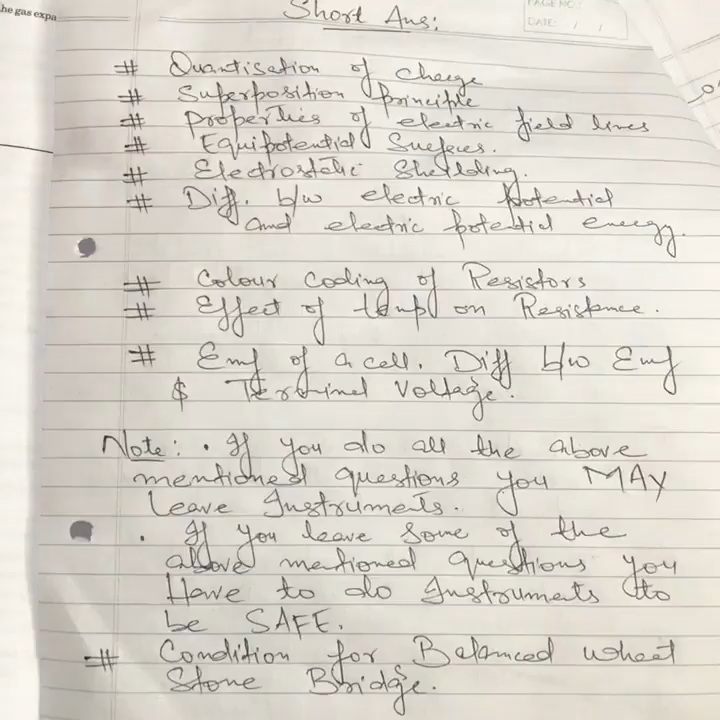 he gas expa
PAGE NO.:
DATE: / /
Short Ans:
# Quantisation of charge
# Superposition Principle
# Properties of electric field lines
# Equipotential Surfaces.
# Electrostatic Sheilding.
# Diff. b/w electric potential
and electric potential energy.
# Colour Coding of Resistors
# Effect of temp on Resistance.
# Emf of a cell. Diff b/w Emf
$ Terminal Voltage.
Note: • If you do all the above
mentioned questions you MAY
leave Instruments.
• If you leave some of the
above mentioned questions you
Have to do Instruments to
be SAFE.
# Condition for Balanced wheat
Stone Bridge.